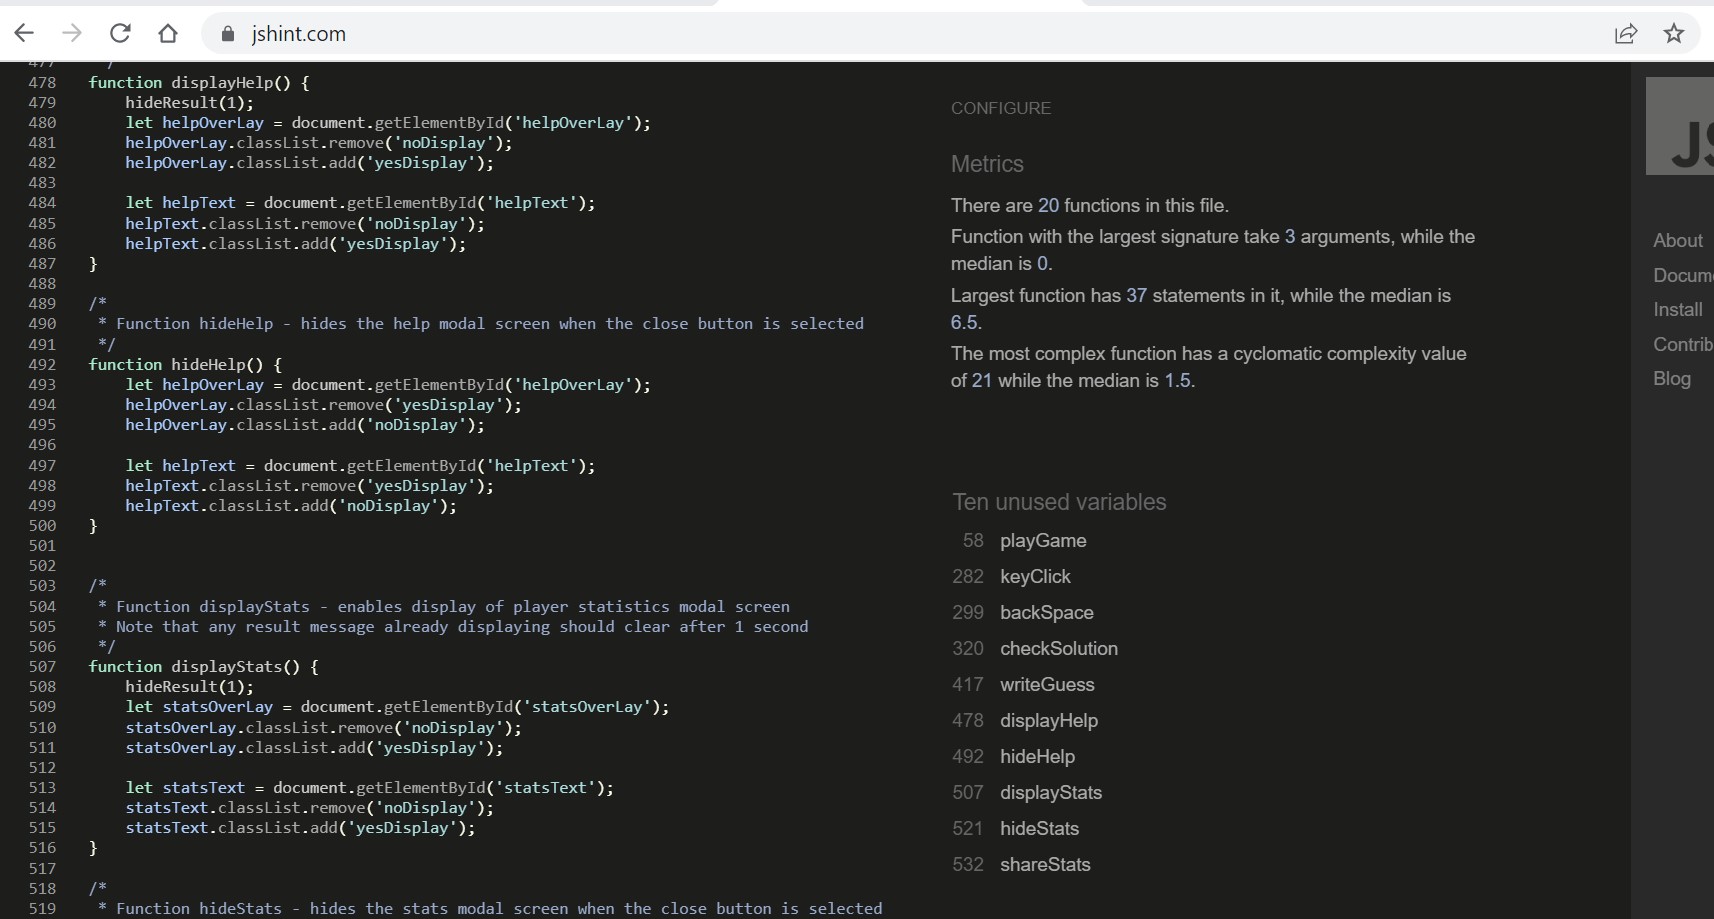 jshint.com
477 */
478 function displayHelp() {
479 hideResult(1);
480 let helpOverLay = document.getElementById('helpOverLay');
481 helpOverLay.classList.remove('noDisplay');
482 helpOverLay.classList.add('yesDisplay');
483
484 let helpText = document.getElementById('helpText');
485 helpText.classList.remove('noDisplay');
486 helpText.classList.add('yesDisplay');
487 }
488
489 /*
490 * Function hideHelp - hides the help modal screen when the close button is selected
491 */
492 function hideHelp() {
493 let helpOverLay = document.getElementById('helpOverLay');
494 helpOverLay.classList.remove('yesDisplay');
495 helpOverLay.classList.add('noDisplay');
496
497 let helpText = document.getElementById('helpText');
498 helpText.classList.remove('yesDisplay');
499 helpText.classList.add('noDisplay');
500 }
501
502
503 /*
504 * Function displayStats - enables display of player statistics modal screen
505 * Note that any result message already displaying should clear after 1 second
506 */
507 function displayStats() {
508 hideResult(1);
509 let statsOverLay = document.getElementById('statsOverLay');
510 statsOverLay.classList.remove('noDisplay');
511 statsOverLay.classList.add('yesDisplay');
512
513 let statsText = document.getElementById('statsText');
514 statsText.classList.remove('noDisplay');
515 statsText.classList.add('yesDisplay');
516 }
517
518 /*
519 * Function hideStats - hides the stats modal screen when the close button is selected
CONFIGURE
Metrics
There are 20 functions in this file.
Function with the largest signature take 3 arguments, while the
median is 0.
Largest function has 37 statements in it, while the median is
6.5.
The most complex function has a cyclomatic complexity value
of 21 while the median is 1.5.
Ten unused variables
58 playGame
282 keyClick
299 backSpace
320 checkSolution
417 writeGuess
478 displayHelp
492 hideHelp
507 displayStats
521 hideStats
532 shareStats
JS
About
Docum
Install
Contrib
Blog